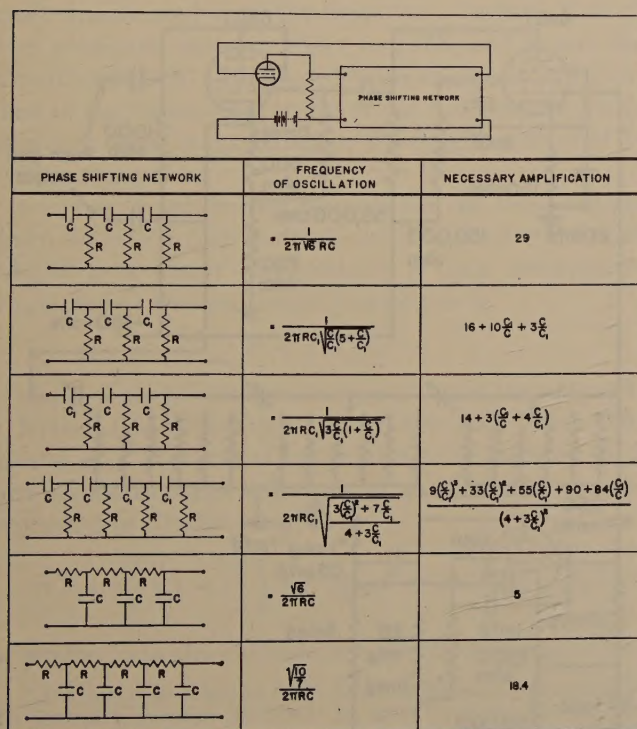 PHASE SHIFTING NETWORK
PHASE SHIFTING NETWORK
FREQUENCY
OF OSCILLATION
NECESSARY AMPLIFICATION
C C C
R R R
= 1 / 2π√6 RC
29
C C C₁
R R R
= 1 / 2πRC₁√(C/C₁(5+C/C₁))
16 + 10 C₁/C + 3 C/C₁
C₁ C C
R R R
= 1 / 2πRC₁√(3 C/C₁(1+C/C₁))
14 + 3(C₁/C + 4 C/C₁)
C C C₁ C₁
R R R R
= 1 / 2πRC₁√((3(C/C₁)²+7 C/C₁) / (4+3 C/C₁))
9(C/C₁)²+33(C/C₁)²+55(C/C₁)+90+84(C₁/C)
(4+3 C/C₁)²
R R R
C C C
= √6 / 2πRC
5
R R R R
C C C C
√(10/7) / 2πRC
18.4